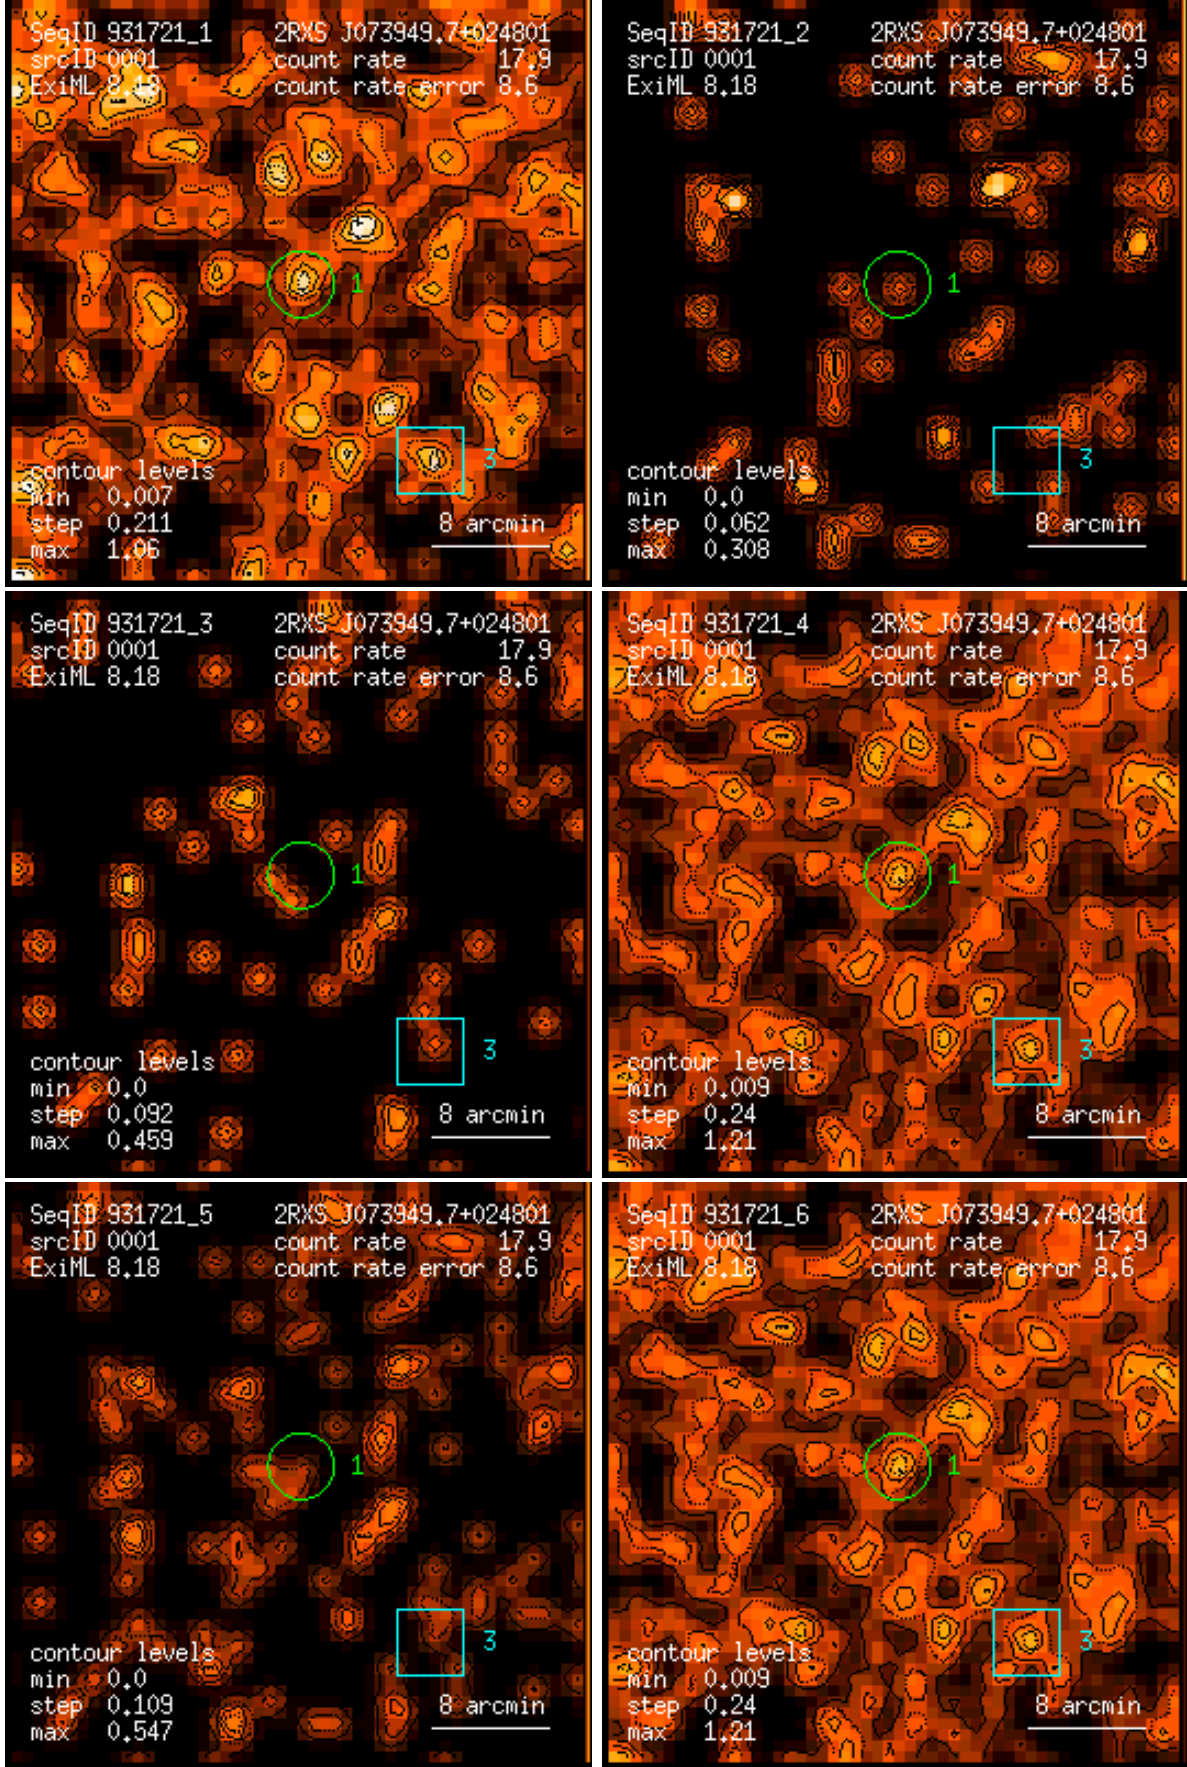 SeqID 931721_1 2RXS J073949.7+024801
srcID 0001 count rate 17.9
ExiML 8.18 count rate error 8.6
1
3
contour levels
min 0.007
step 0.211 8 arcmin
max 1.06
SeqID 931721_2 2RXS J073949.7+024801
srcID 0001 count rate 17.9
ExiML 8.18 count rate error 8.6
1
3
contour levels
min 0.0
step 0.062 8 arcmin
max 0.308
SeqID 931721_3 2RXS J073949.7+024801
srcID 0001 count rate 17.9
ExiML 8.18 count rate error 8.6
1
3
contour levels
min 0.0
step 0.092 8 arcmin
max 0.459
SeqID 931721_4 2RXS J073949.7+024801
srcID 0001 count rate 17.9
ExiML 8.18 count rate error 8.6
1
3
contour levels
min 0.009
step 0.24 8 arcmin
max 1.21
SeqID 931721_5 2RXS J073949.7+024801
srcID 0001 count rate 17.9
ExiML 8.18 count rate error 8.6
1
3
contour levels
min 0.0
step 0.109 8 arcmin
max 0.547
SeqID 931721_6 2RXS J073949.7+024801
srcID 0001 count rate 17.9
ExiML 8.18 count rate error 8.6
1
3
contour levels
min 0.009
step 0.24 8 arcmin
max 1.21